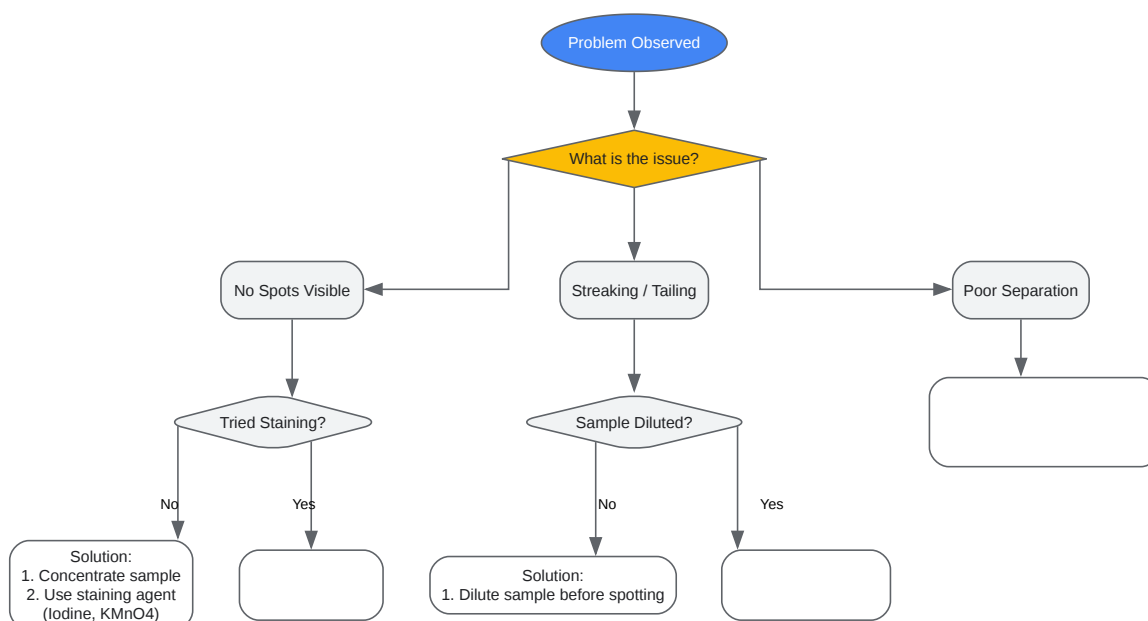 Problem Observed
What is the issue?
No Spots Visible
Streaking / Tailing
Poor Separation
Tried Staining?
Sample Diluted?
No
Yes
No
Yes
Solution:
1. Concentrate sample
2. Use staining agent
(Iodine, KMnO4)
Solution:
1. Dilute sample before spotting